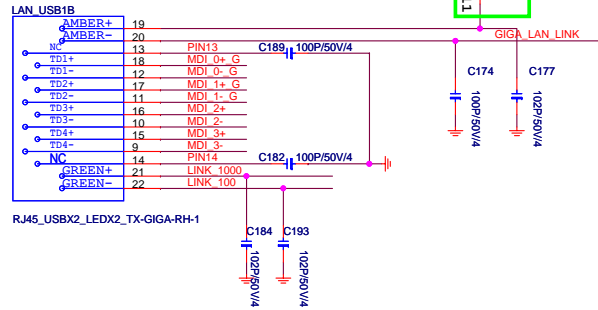 LAN_USB1B
AMBER+ 19
AMBER- 20 GIGA_LAN_LINK
NC 13 PIN13 C189 100P/50V/4
TD1+ 18 MDI_0+_G
TD1- 12 MDI_0-_G
TD2+ 17 MDI_1+_G
TD2- 11 MDI_1-_G
TD3+ 16 MDI_2+
TD3- 10 MDI_2-
TD4+ 15 MDI_3+
TD4- 9 MDI_3-
NC 14 PIN14 C182 100P/50V/4
GREEN+ 21 LINK_1000
GREEN- 22 LINK_100
C174 C177
100P/50V/4 102P/50V/4
RJ45_USBX2_LEDX2_TX-GIGA-RH-1
C184 C193
102P/50V/4 102P/50V/4